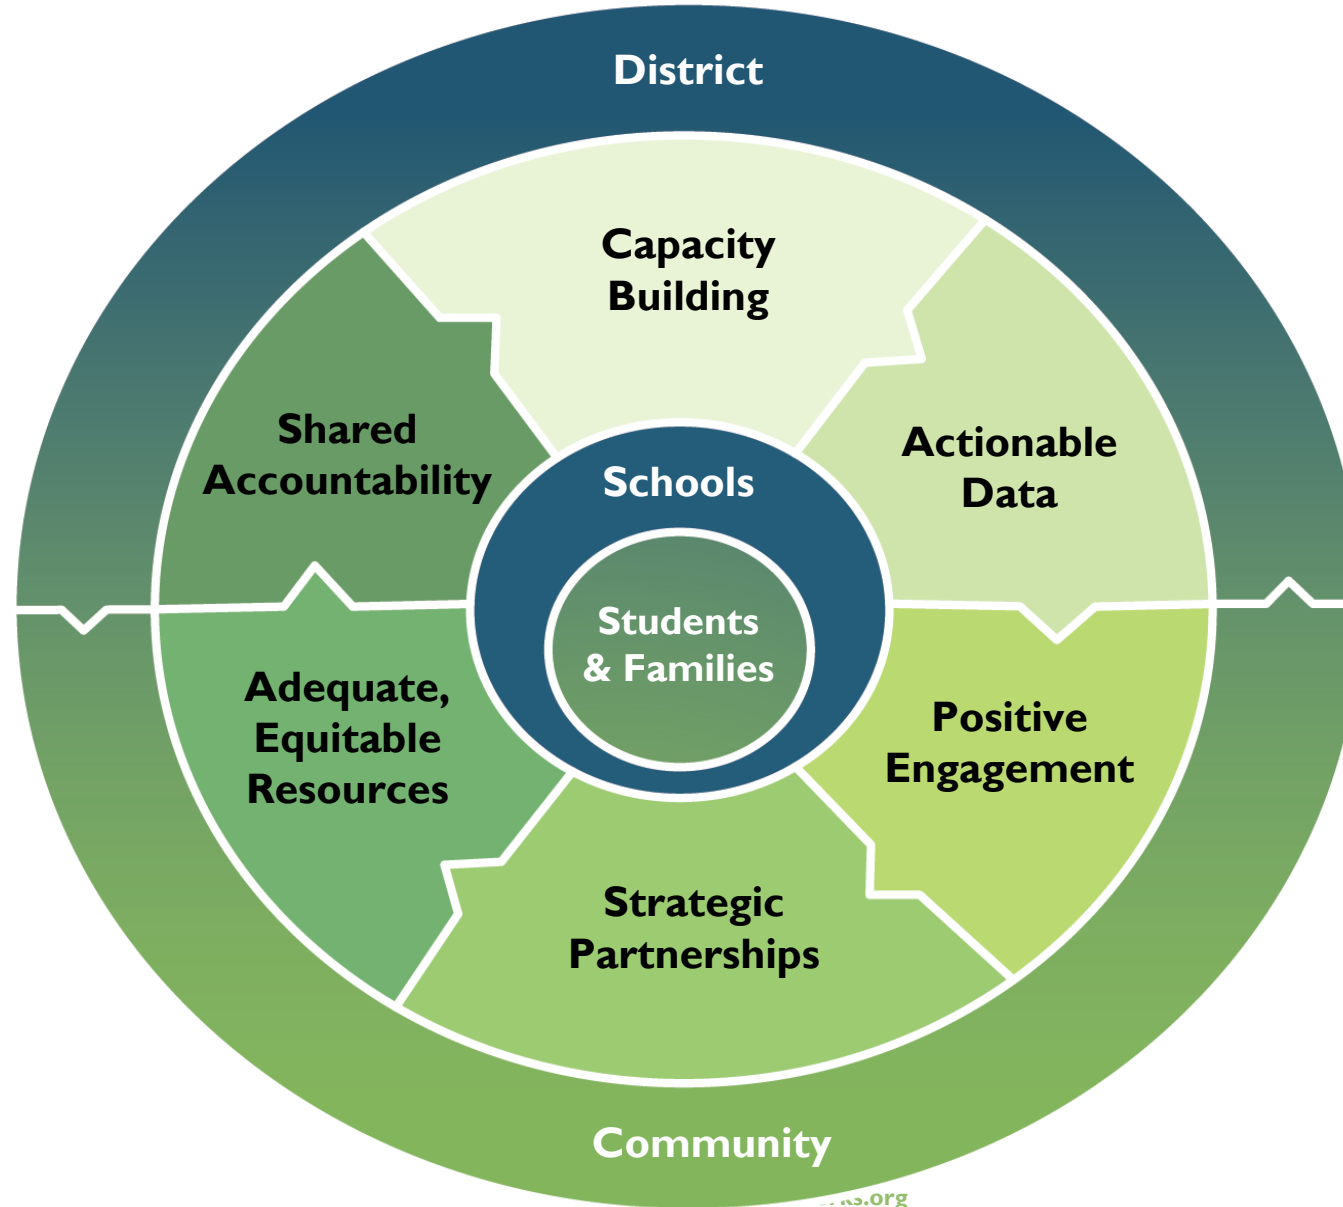 District
Capacity
Building
Shared
Accountability
Actionable
Data
Schools
Students
& Families
Adequate,
Equitable
Resources
Positive
Engagement
Strategic
Partnerships
Community